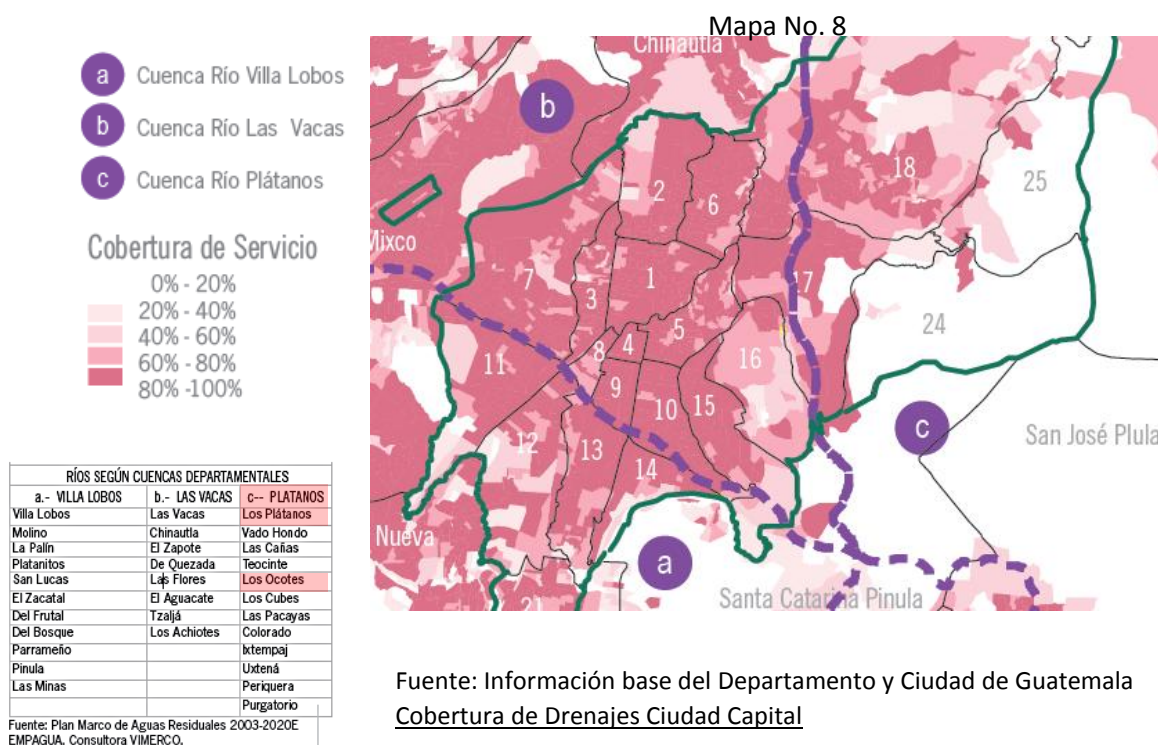 Mapa No. 8
a Cuenca Río Villa Lobos
b Cuenca Río Las Vacas
c Cuenca Río Plátanos
Cobertura de Servicio
0% - 20%
20% - 40%
40% - 60%
60% - 80%
80% -100%
Chinautla
b
18
25
2
6
Mixco
7
1
17
3
24
5
4
8
16
11
9
10
15
c
San José Plula
12
13
14
Nueva
a
Santa Catarina Pinula
21
RÍOS SEGÚN CUENCAS DEPARTAMENTALES
a.- VILLA LOBOS b.- LAS VACAS c-- PLATANOS
Villa Lobos Las Vacas Los Plátanos
Molino Chinautla Vado Hondo
La Palín El Zapote Las Cañas
Platanitos De Quezada Teocinte
San Lucas Las Flores Los Ocotes
El Zacatal El Aguacate Los Cubes
Del Frutal Tzaljá Las Pacayas
Del Bosque Los Achiotes Colorado
Parrameño Ixtempaj
Pinula Uxtená
Las Minas Periquera
Purgatorio
Fuente: Plan Marco de Aguas Residuales 2003-2020E
EMPAGUA. Consultora VIMERCO.
Fuente: Información base del Departamento y Ciudad de Guatemala
Cobertura de Drenajes Ciudad Capital